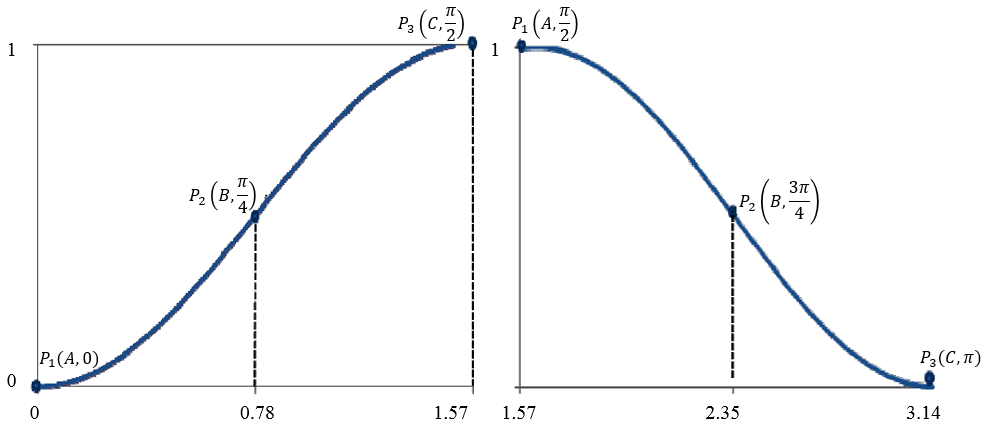 P₃ (C, π/2)
P₁ (A, π/2)
1
1
P₂ (B, π/4)
P₂ (B, 3π/4)
P₁(A, 0)
P₃(C, π)
0
0
0.78
1.57
1.57
2.35
3.14